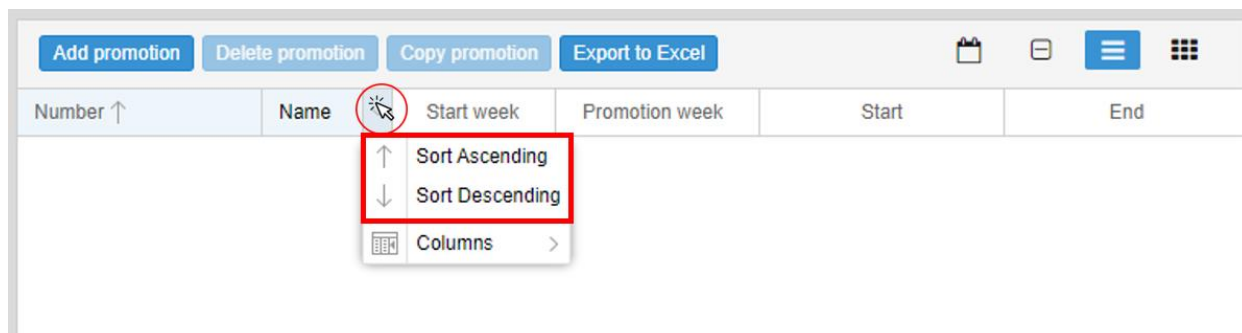 Add promotion Delete promotion Copy promotion Export to Excel
Number ↑ Name Start week Promotion week Start End
Sort Ascending
Sort Descending
Columns